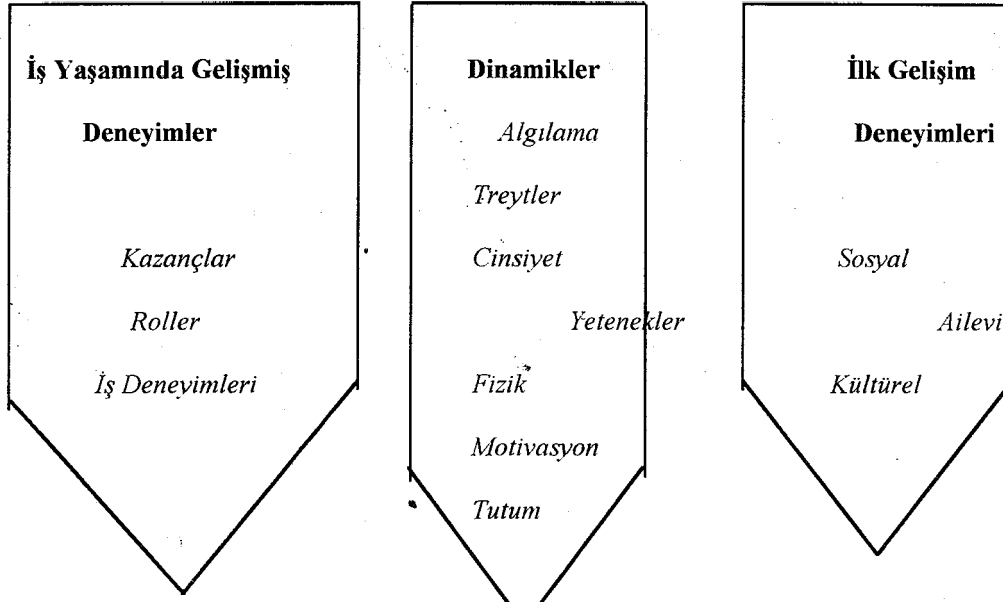 İş Yaşamında Gelişmiş
Deneyimler
Kazançlar
Roller
İş Deneyimleri
Dinamikler
Algılama
Treytler
Cinsiyet
Yetenekler
Fizik
Motivasyon
Tutum
İlk Gelişim
Deneyimleri
Sosyal
Ailevi
Kültürel